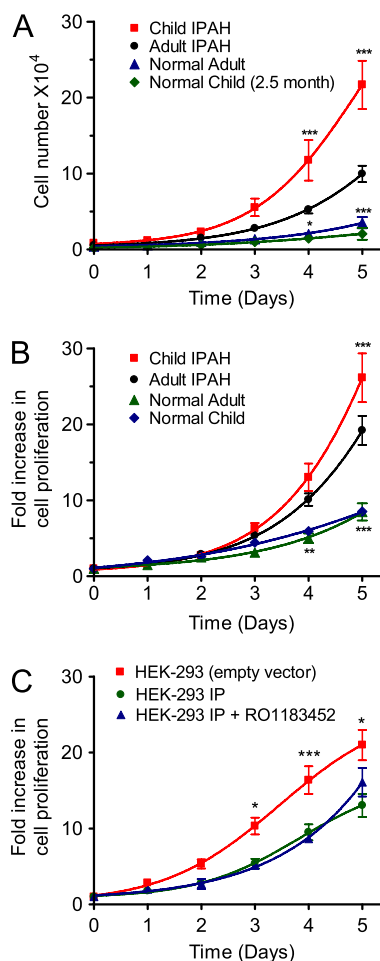 A
Child IPAH
Adult IPAH
Normal Adult
Normal Child (2.5 month)
Cell number X10⁴
30
20
10
0
***
***
*
***
0 1 2 3 4 5
Time (Days)
B
Child IPAH
Adult IPAH
Normal Adult
Normal Child
Fold increase in
cell proliferation
30
20
10
0
***
**
***
0 1 2 3 4 5
Time (Days)
C
HEK-293 (empty vector)
HEK-293 IP
HEK-293 IP + RO1183452
Fold increase in
cell proliferation
30
20
10
0
*
***
*
0 1 2 3 4 5
Time (Days)